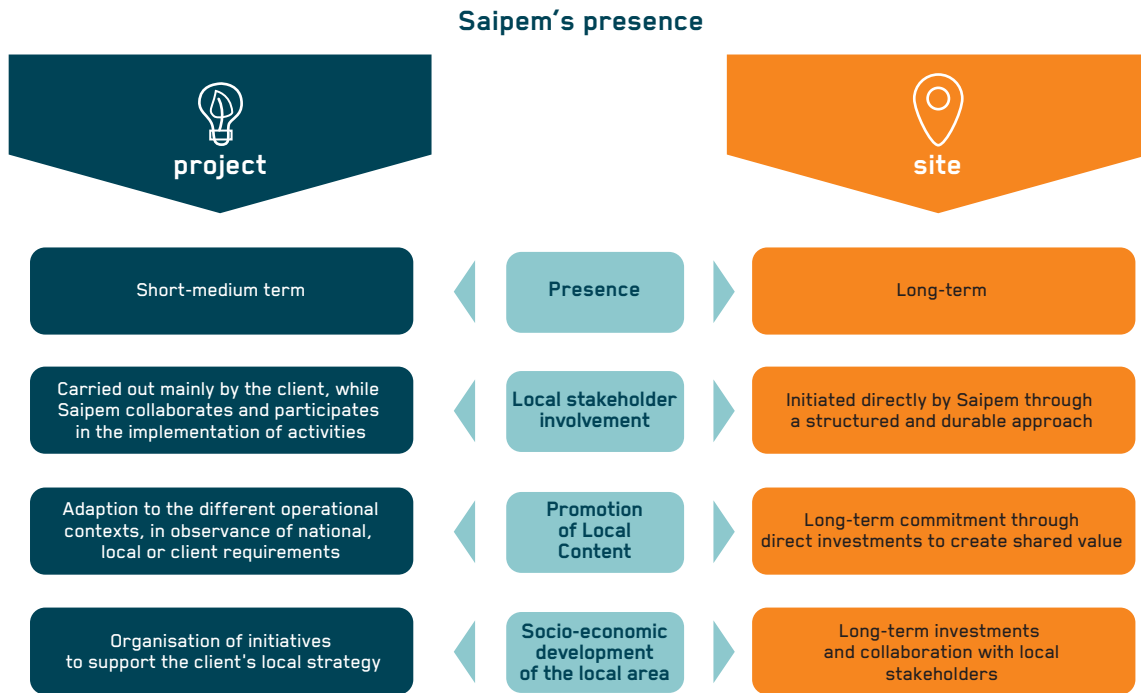 Saipem's presence
project
site
Short-medium term
Presence
Long-term
Carried out mainly by the client, while
Saipem collaborates and participates
in the implementation of activities
Local stakeholder
involvement
Initiated directly by Saipem through
a structured and durable approach
Adaption to the different operational
contexts, in observance of national,
local or client requirements
Promotion
of Local
Content
Long-term commitment through
direct investments to create shared value
Organisation of initiatives
to support the client's local strategy
Socio-economic
development
of the local area
Long-term investments
and collaboration with local
stakeholders